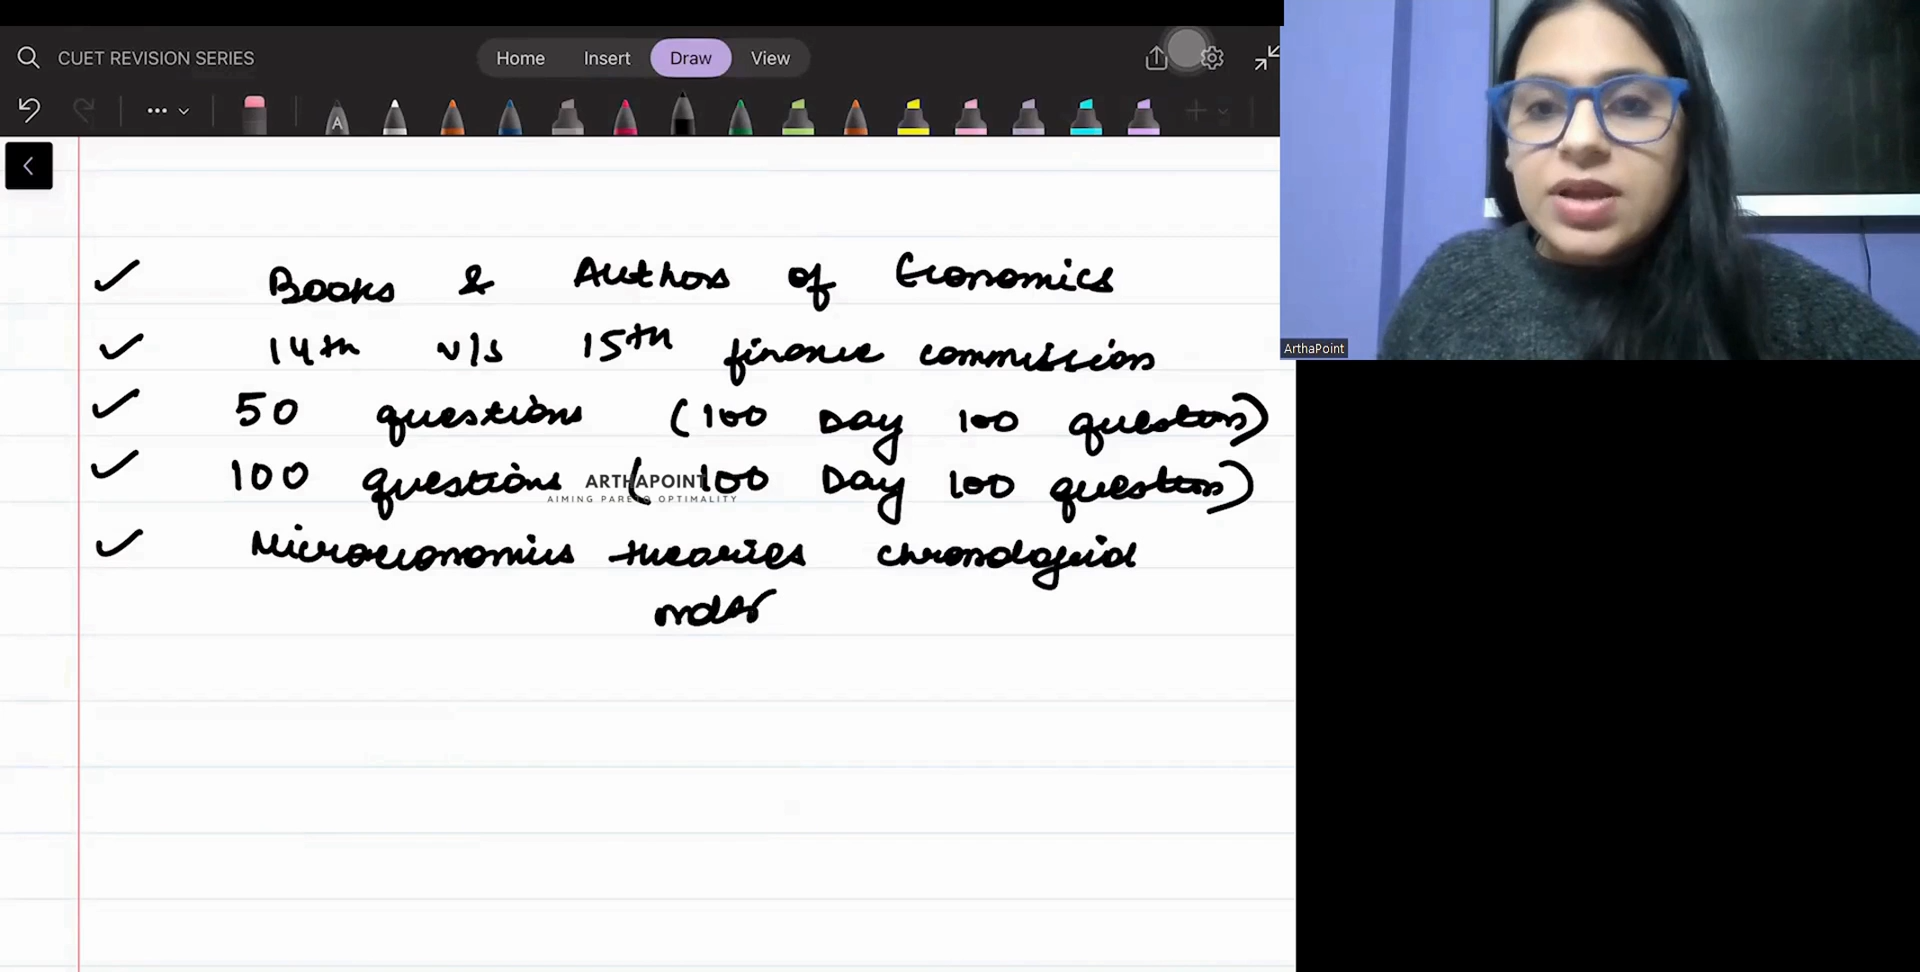 CUET REVISION SERIES
Home Insert Draw View
A
Books & Authors of Economics
14th v/s 15th finance commission
50 questions (100 Day 100 question)
100 questions (100 Day 100 question)
ARTHAPOINT
AIMING PARETO OPTIMALITY
Microeconomics theories chronological
order
ArthaPoint